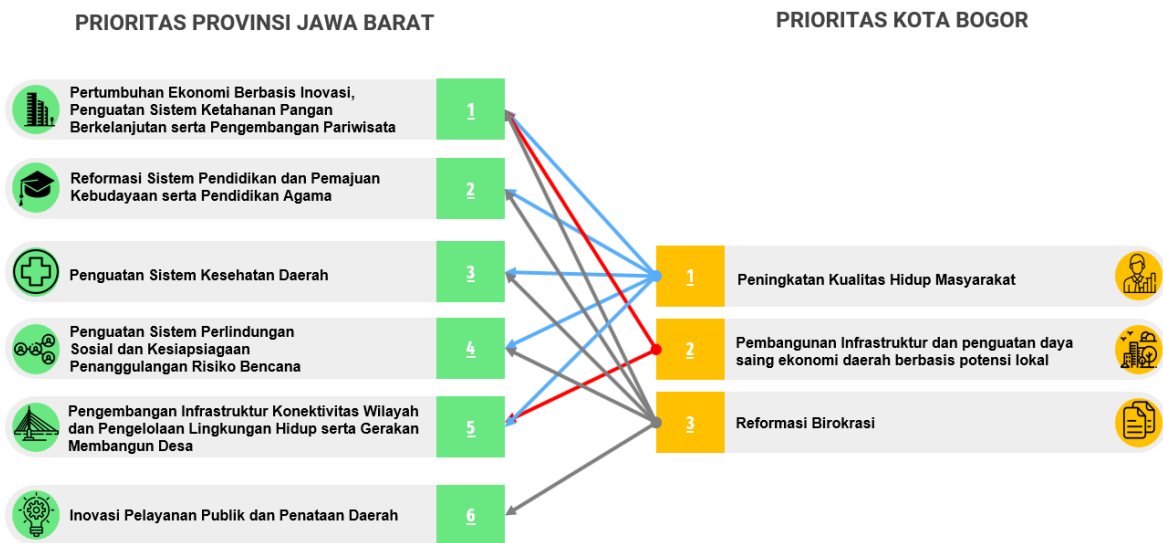 PRIORITAS PROVINSI JAWA BARAT
Pertumbuhan Ekonomi Berbasis Inovasi,
Penguatan Sistem Ketahanan Pangan
Berkelanjutan serta Pengembangan Pariwisata
1
Reformasi Sistem Pendidikan dan Pemajuan
Kebudayaan serta Pendidikan Agama
2
Penguatan Sistem Kesehatan Daerah
3
Penguatan Sistem Perlindungan
Sosial dan Kesiapsiagaan
Penanggulangan Risiko Bencana
4
Pengembangan Infrastruktur Konektivitas Wilayah
dan Pengelolaan Lingkungan Hidup serta Gerakan
Membangun Desa
5
Inovasi Pelayanan Publik dan Penataan Daerah
6
PRIORITAS KOTA BOGOR
1
Peningkatan Kualitas Hidup Masyarakat
2
Pembangunan Infrastruktur dan penguatan daya
saing ekonomi daerah berbasis potensi lokal
3
Reformasi Birokrasi